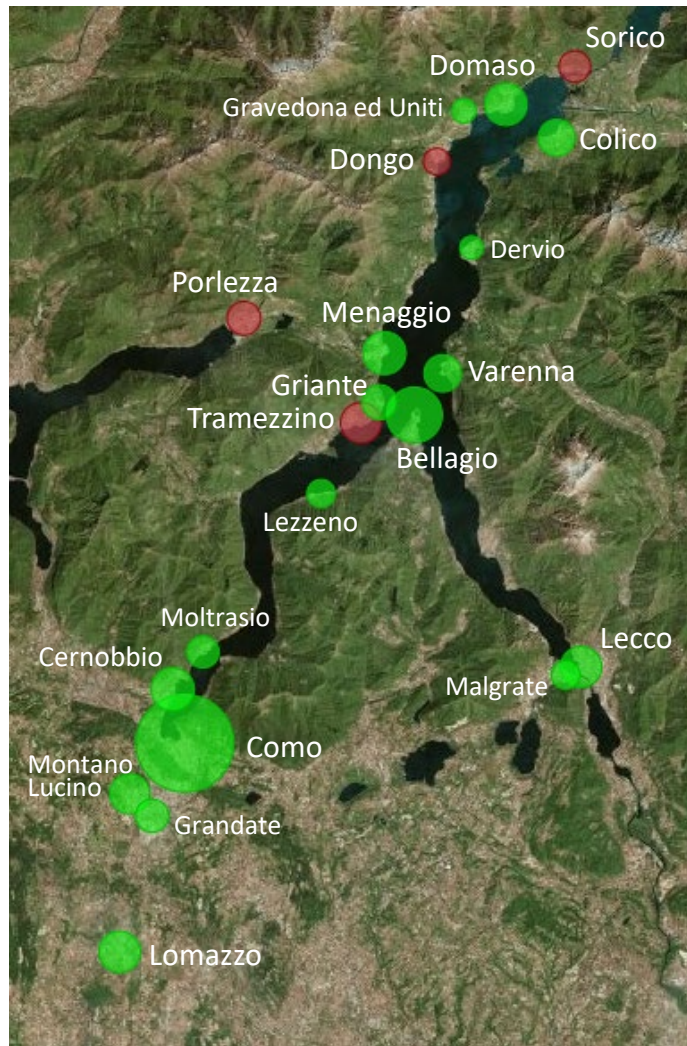 Sorico
Domaso
Gravedona ed Uniti
Colico
Dongo
Dervio
Porlezza
Menaggio
Varenna
Griante
Tramezzino
Bellagio
Lezzeno
Moltrasio
Lecco
Cernobbio
Malgrate
Como
Montano
Lucino
Grandate
Lomazzo